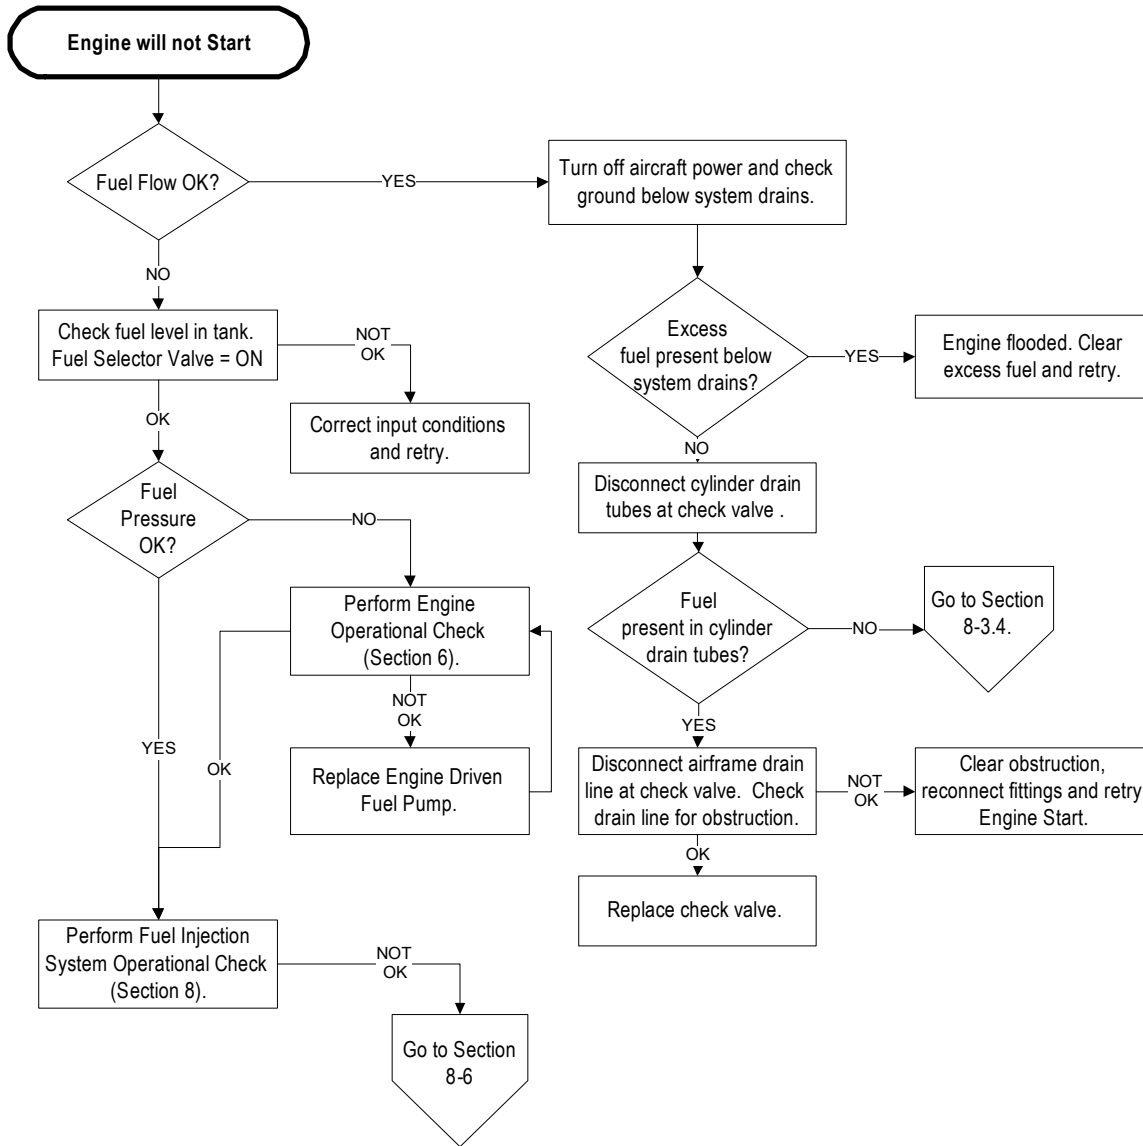 Engine will not Start
Fuel Flow OK?
YES
Turn off aircraft power and check
ground below system drains.
NO
Check fuel level in tank.
Fuel Selector Valve = ON
NOT
OK
Correct input conditions
and retry.
OK
Excess
fuel present below
system drains?
YES
Engine flooded. Clear
excess fuel and retry.
NO
Disconnect cylinder drain
tubes at check valve .
Fuel
Pressure
OK?
NO
Perform Engine
Operational Check
(Section 6).
NOT
OK
Replace Engine Driven
Fuel Pump.
OK
YES
Fuel
present in cylinder
drain tubes?
NO
Go to Section
8-3.4.
YES
Disconnect airframe drain
line at check valve.  Check
drain line for obstruction.
NOT
OK
Clear obstruction,
reconnect fittings and retry
Engine Start.
OK
Replace check valve.
Perform Fuel Injection
System Operational Check
(Section 8).
NOT
OK
Go to Section
8-6